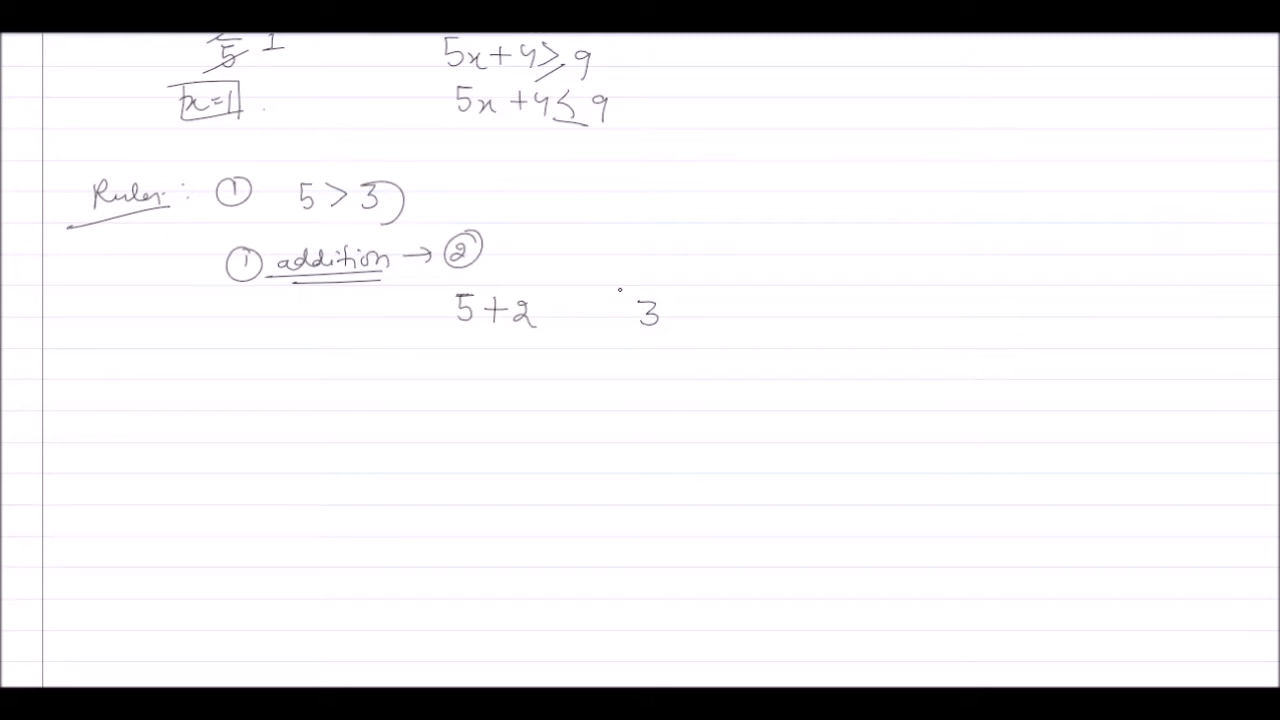 5 1
5x+4≥9
x=1
5x+4≤9
Rules: ① 5>3
① addition → ②
5+2 3